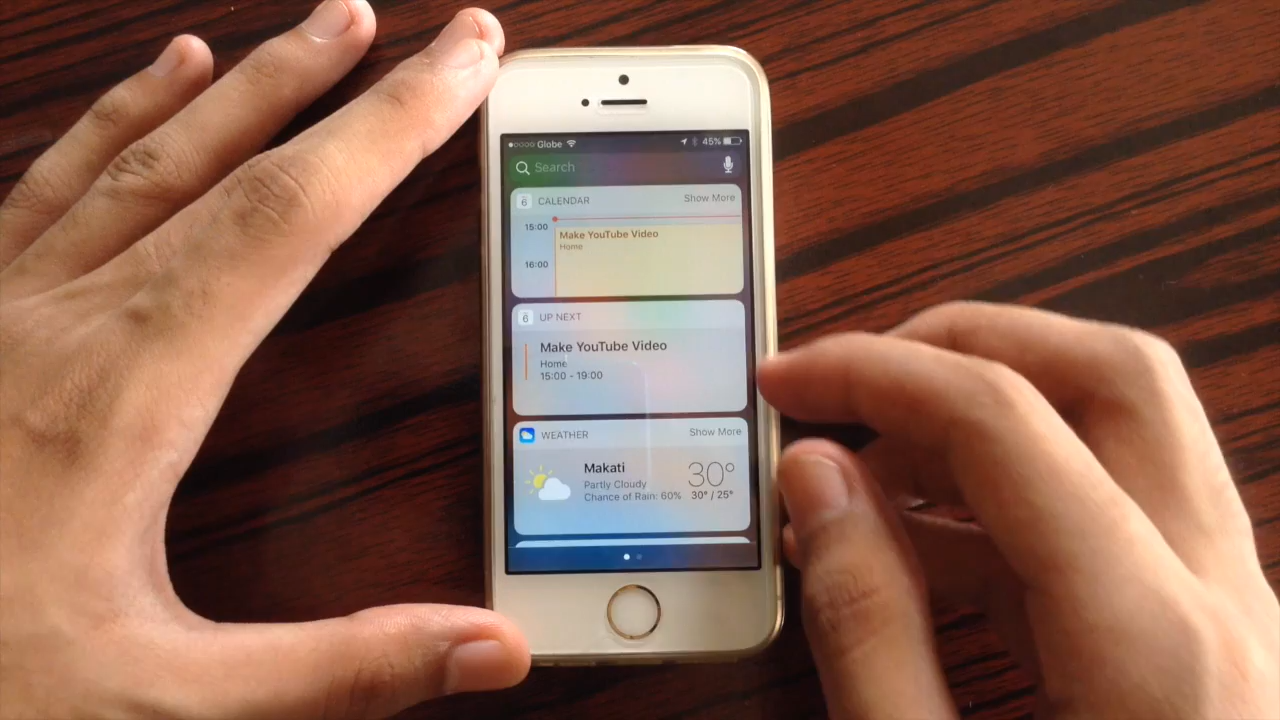 Globe 45%
Search
6 CALENDAR Show More
15:00
Make YouTube Video
Home
16:00
6 UP NEXT
Make YouTube Video
Home
15:00 - 19:00
WEATHER Show More
Makati 30°
Partly Cloudy
Chance of Rain: 60% 30° / 25°